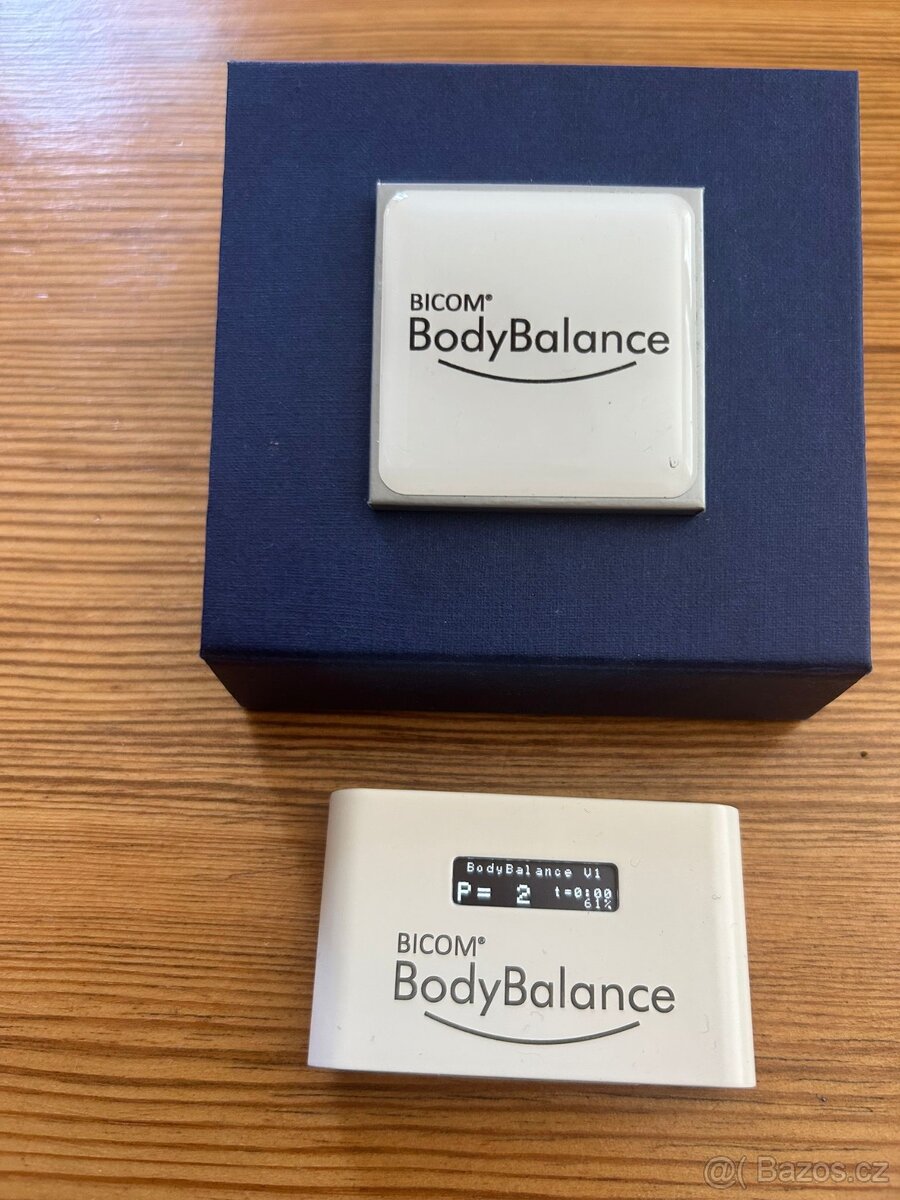 BICOM®
BodyBalance
BodyBalance V1
P= 2 t=0:00
61%
BICOM®
BodyBalance
@( Bazos.cz